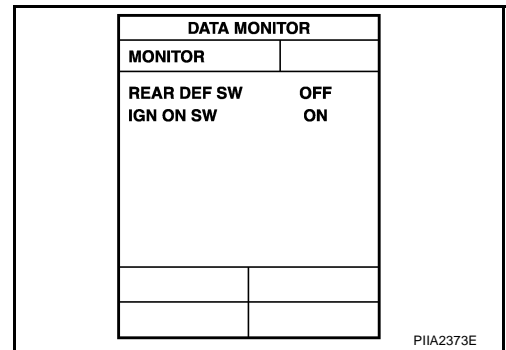 DATA MONITOR
MONITOR
REAR DEF SW OFF
IGN ON SW ON
PIIA2373E